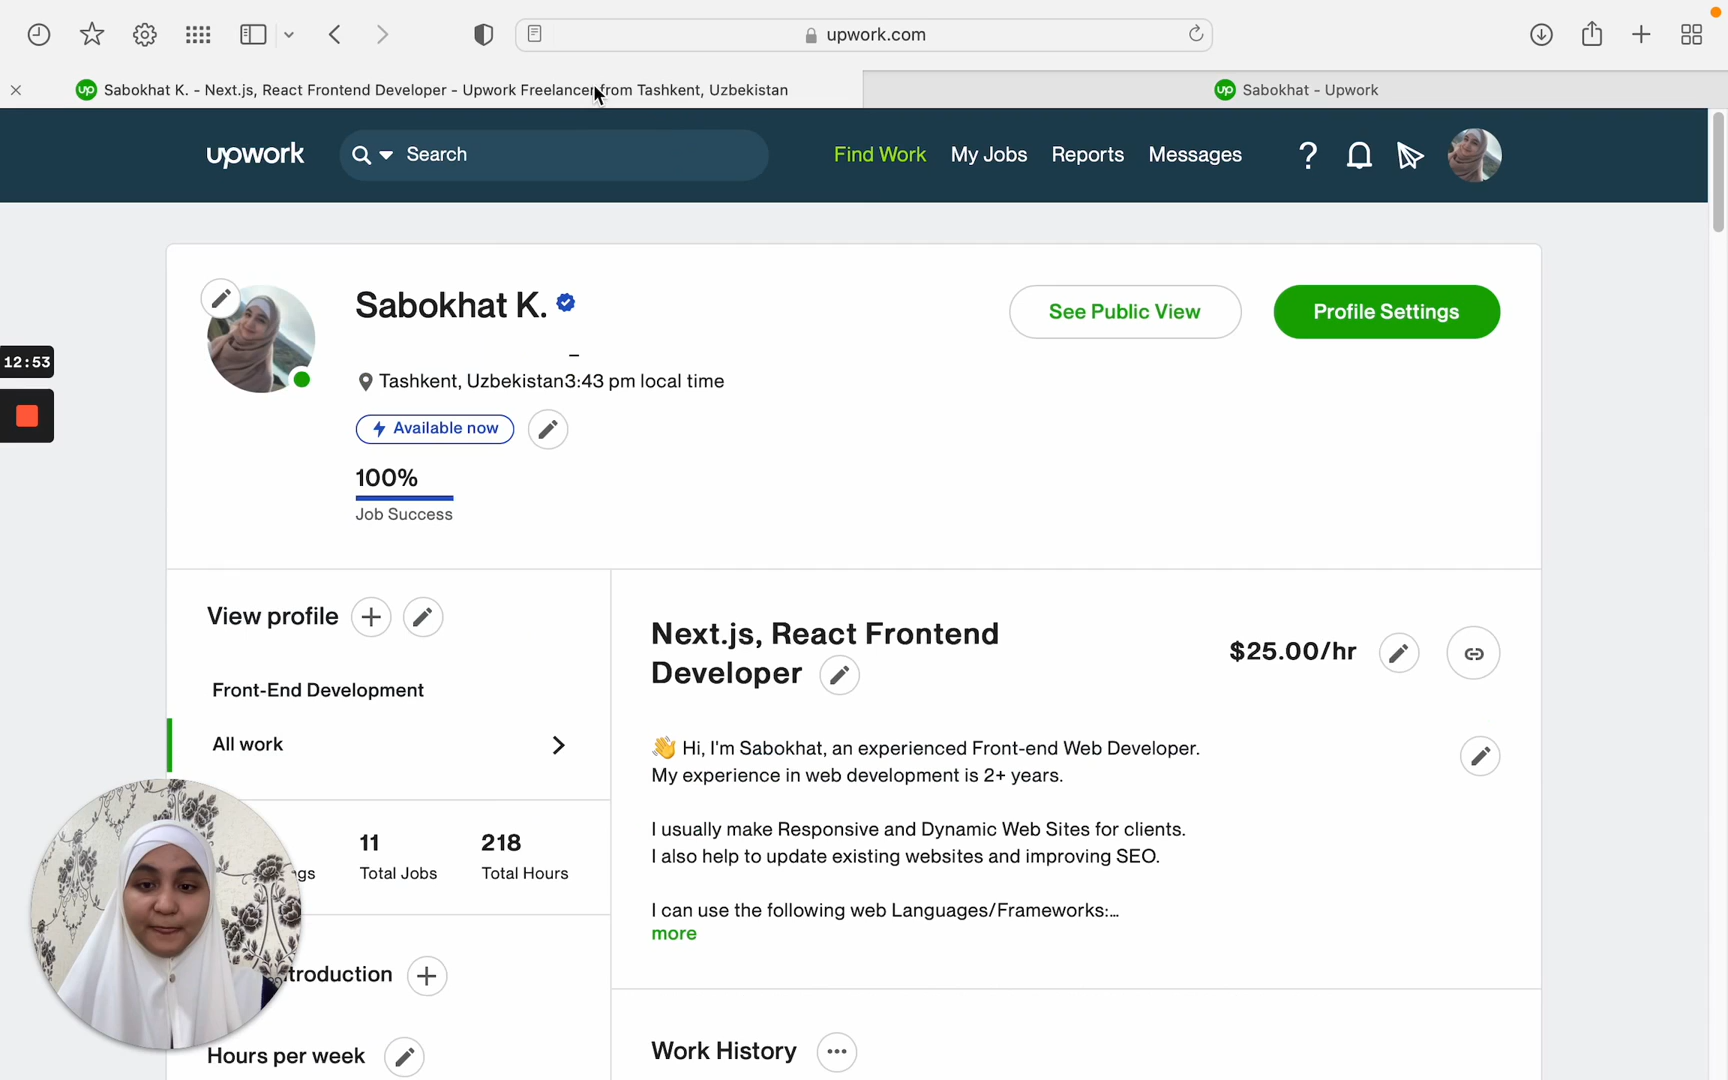 upwork.com
Sabokhat K. - Next.js, React Frontend Developer - Upwork Freelancer from Tashkent, Uzbekistan
Sabokhat - Upwork
upwork
Search
Find Work
My Jobs
Reports
Messages
Sabokhat K.
See Public View
Profile Settings
12:53
Tashkent, Uzbekistan3:43 pm local time
Available now
100%
Job Success
View profile
Front-End Development
All work
Next.js, React Frontend
Developer
$25.00/hr
👋 Hi, I'm Sabokhat, an experienced Front-end Web Developer.
My experience in web development is 2+ years.
I usually make Responsive and Dynamic Web Sites for clients.
I also help to update existing websites and improving SEO.
I can use the following web Languages/Frameworks:...
more
11
Total Jobs
218
Total Hours
Hours per week
Work History